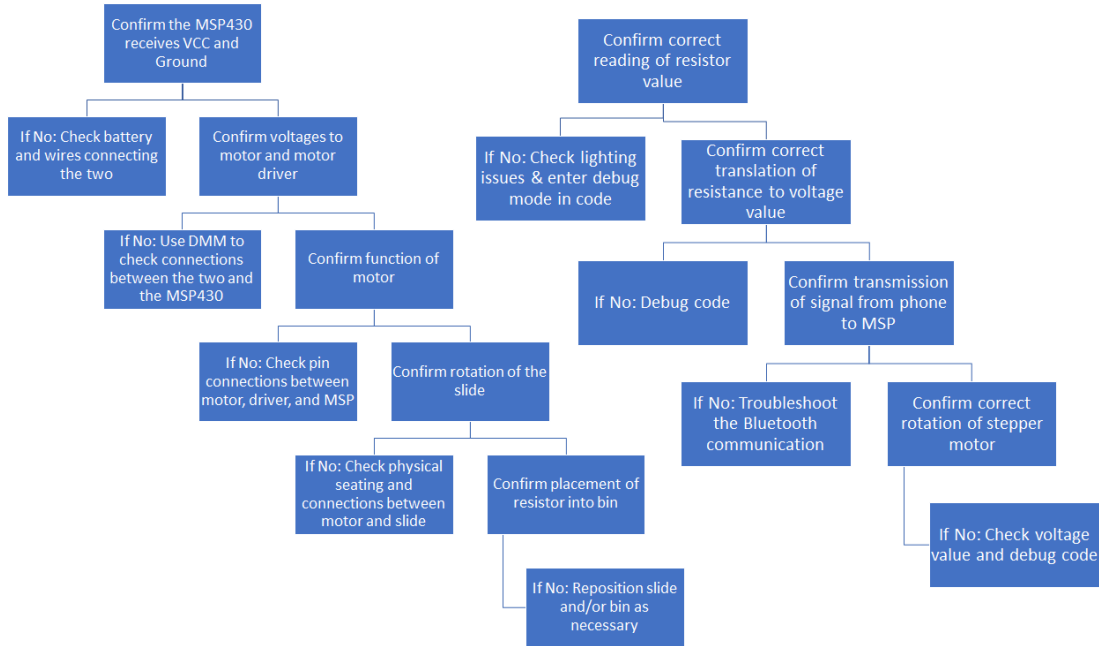 Confirm the MSP430
receives VCC and
Ground
If No: Check battery
and wires connecting
the two
Confirm voltages to
motor and motor
driver
If No: Use DMM to
check connections
between the two and
the MSP430
Confirm function of
motor
If No: Check pin
connections between
motor, driver, and MSP
Confirm rotation of the
slide
If No: Check physical
seating and
connections between
motor and slide
Confirm placement of
resistor into bin
If No: Reposition slide
and/or bin as
necessary
Confirm correct
reading of resistor
value
If No: Check lighting
issues & enter debug
mode in code
Confirm correct
translation of
resistance to voltage
value
If No: Debug code
Confirm transmission
of signal from phone
to MSP
If No: Troubleshoot
the Bluetooth
communication
Confirm correct
rotation of stepper
motor
If No: Check voltage
value and debug code